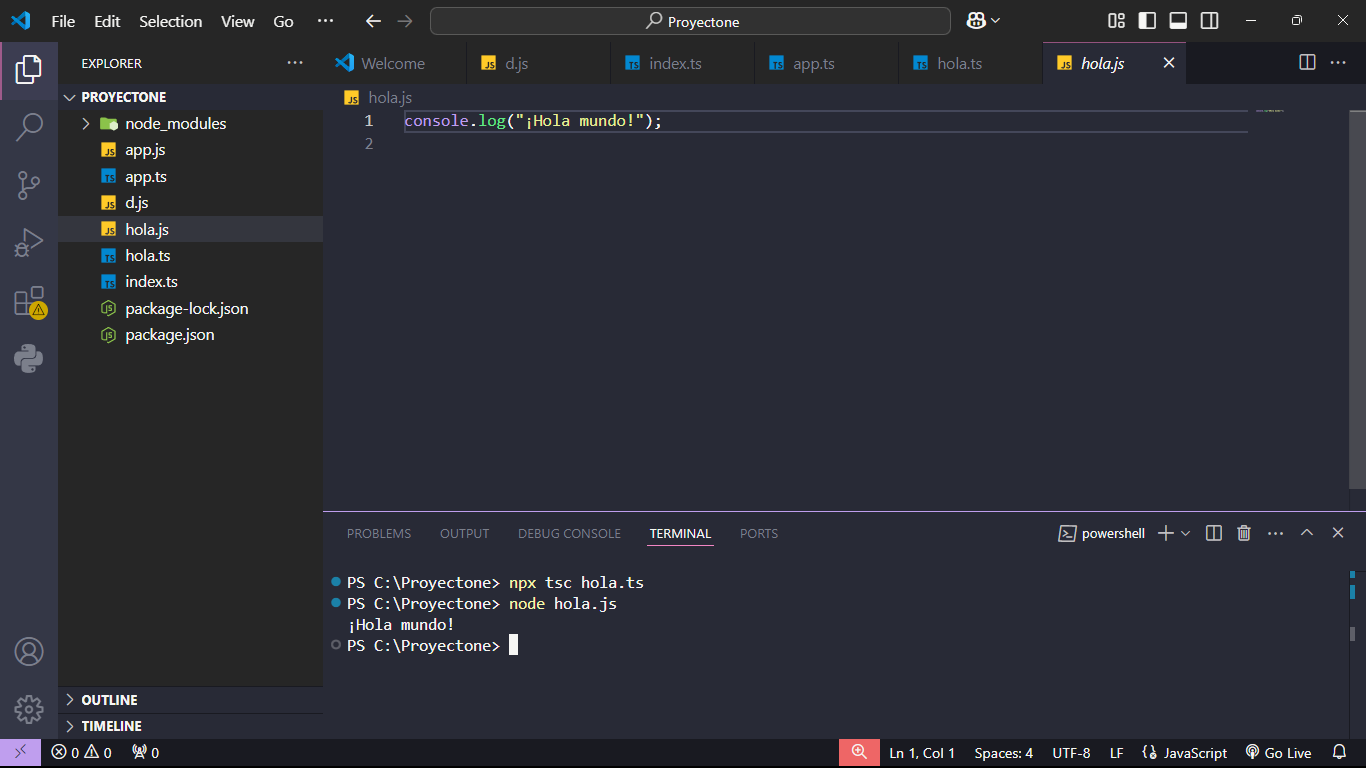 File Edit Selection View Go ··· Proyectone
EXPLORER ···
PROYECTONE
node_modules
app.js
app.ts
d.js
hola.js
hola.ts
index.ts
package-lock.json
package.json
OUTLINE
TIMELINE
Welcome d.js index.ts app.ts hola.ts hola.js
hola.js
1 console.log("¡Hola mundo!");
2
PROBLEMS OUTPUT DEBUG CONSOLE TERMINAL PORTS powershell
PS C:\Proyectone> npx tsc hola.ts
PS C:\Proyectone> node hola.js
¡Hola mundo!
PS C:\Proyectone>
0 0 0 Ln 1, Col 1 Spaces: 4 UTF-8 LF JavaScript Go Live